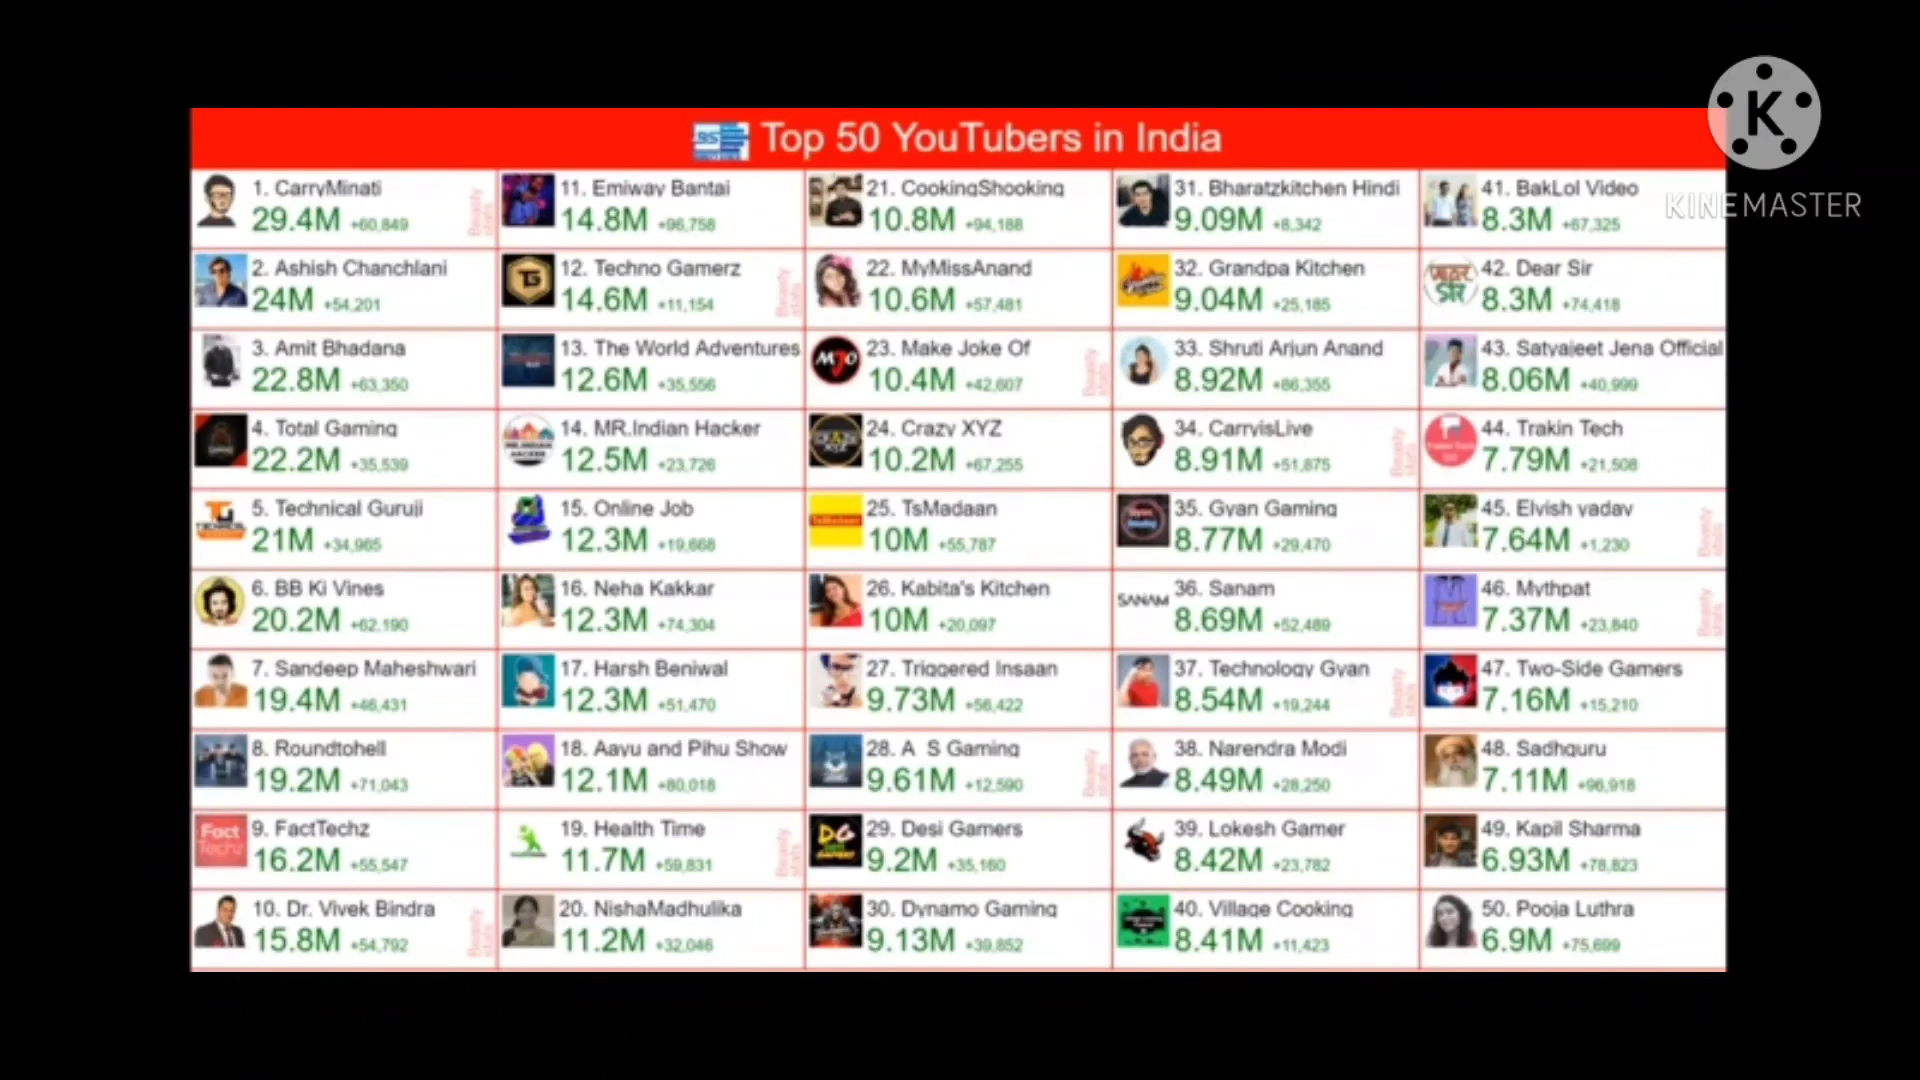 Top 50 YouTubers in India
K
KINEMASTER
1. CarryMinati
29.4M +60,849
2. Ashish Chanchlani
24M +54,201
3. Amit Bhadana
22.8M +63,350
4. Total Gaming
22.2M +35,539
5. Technical Guruji
21M +34,965
6. BB Ki Vines
20.2M +62,190
7. Sandeep Maheshwari
19.4M +46,431
8. Roundtohell
19.2M +71,043
9. FactTechz
16.2M +55,547
10. Dr. Vivek Bindra
15.8M +54,792
11. Emiway Bantai
14.8M +96,758
12. Techno Gamerz
14.6M +11,154
13. The World Adventures
12.6M +35,556
14. MR.Indian Hacker
12.5M +23,726
15. Online Job
12.3M +19,668
16. Neha Kakkar
12.3M +74,304
17. Harsh Beniwal
12.3M +51,470
18. Aayu and Pihu Show
12.1M +80,018
19. Health Time
11.7M +59,831
20. NishaMadhulika
11.2M +32,046
21. CookingShooking
10.8M +94,188
22. MyMissAnand
10.6M +57,481
23. Make Joke Of
10.4M +42,607
24. Crazy XYZ
10.2M +67,255
25. TsMadaan
10M +55,787
26. Kabita's Kitchen
10M +20,097
27. Triggered Insaan
9.73M +56,422
28. A_S Gaming
9.61M +12,590
29. Desi Gamers
9.2M +35,160
30. Dynamo Gaming
9.13M +39,852
31. Bharatzkitchen Hindi
9.09M +8,342
32. Grandpa Kitchen
9.04M +25,185
33. Shruti Arjun Anand
8.92M +86,355
34. CarryisLive
8.91M +51,875
35. Gyan Gaming
8.77M +29,470
36. Sanam
8.69M +52,489
37. Technology Gyan
8.54M +19,244
38. Narendra Modi
8.49M +28,250
39. Lokesh Gamer
8.42M +23,782
40. Village Cooking
8.41M +11,423
41. BakLol Video
8.3M +67,325
42. Dear Sir
8.3M +74,418
43. Satyajeet Jena Official
8.06M +40,999
44. Trakin Tech
7.79M +21,508
45. Elvish yadav
7.64M +1,230
46. Mythpat
7.37M +23,840
47. Two-Side Gamers
7.16M +15,210
48. Sadhguru
7.11M +96,918
49. Kapil Sharma
6.93M +78,823
50. Pooja Luthra
6.9M +75,699
Beasty
stats
Fact
Techz
MJO
DG
SANAM
TsMadaan